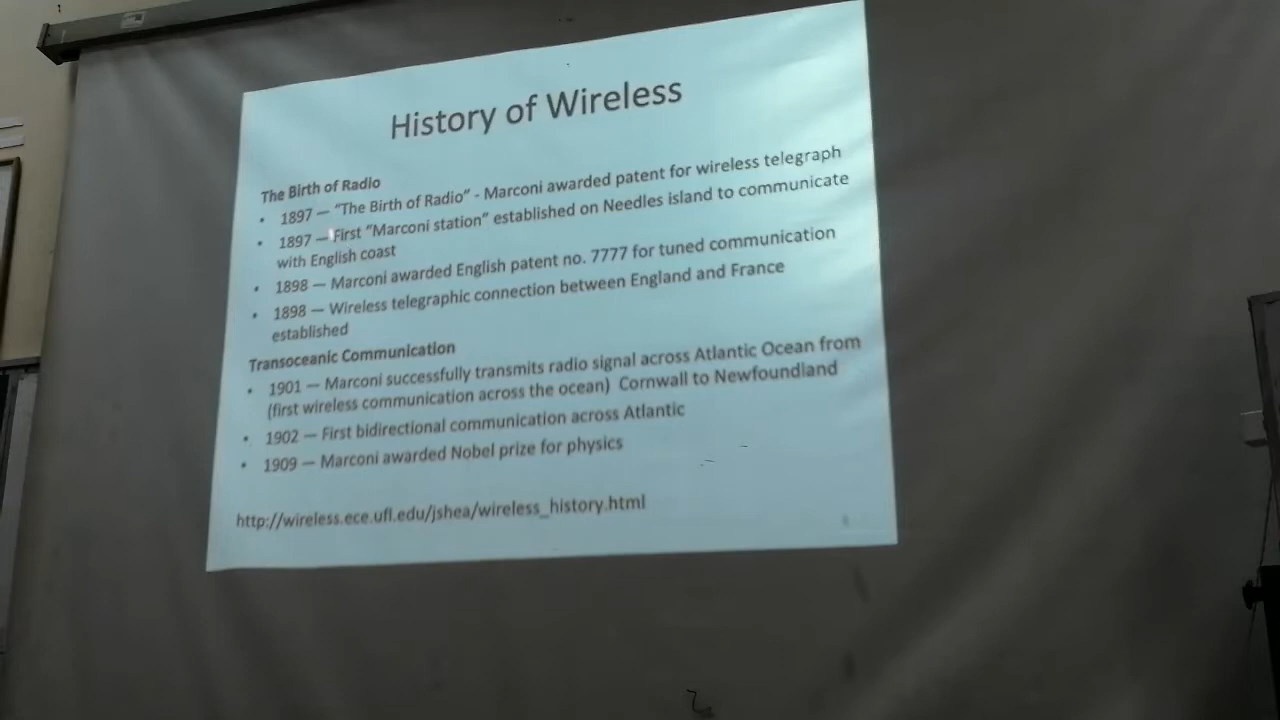 History of Wireless
The Birth of Radio
• 1897 — "The Birth of Radio" - Marconi awarded patent for wireless telegraph
• 1897 — First "Marconi station" established on Needles island to communicate
with English coast
• 1898 — Marconi awarded English patent no. 7777 for tuned communication
• 1898 — Wireless telegraphic connection between England and France
established
Transoceanic Communication
• 1901 — Marconi successfully transmits radio signal across Atlantic Ocean from
(first wireless communication across the ocean) Cornwall to Newfoundland
• 1902 — First bidirectional communication across Atlantic
• 1909 — Marconi awarded Nobel prize for physics
http://wireless.ece.ufl.edu/jshea/wireless_history.html